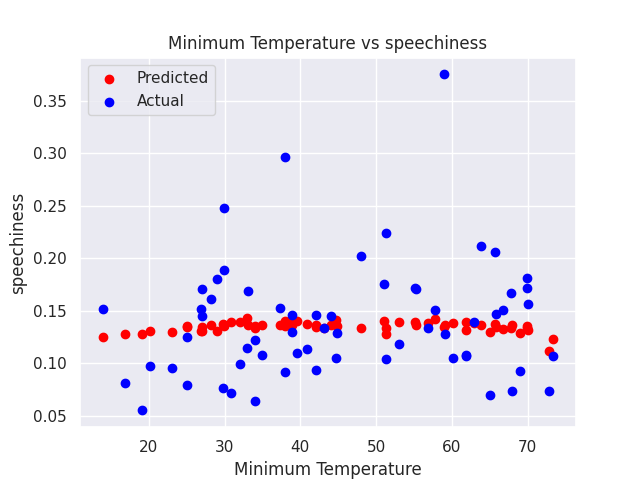 Minimum Temperature vs speechiness
Predicted
Actual
speechiness
0.35
0.30
0.25
0.20
0.15
0.10
0.05
20 30 40 50 60 70
Minimum Temperature